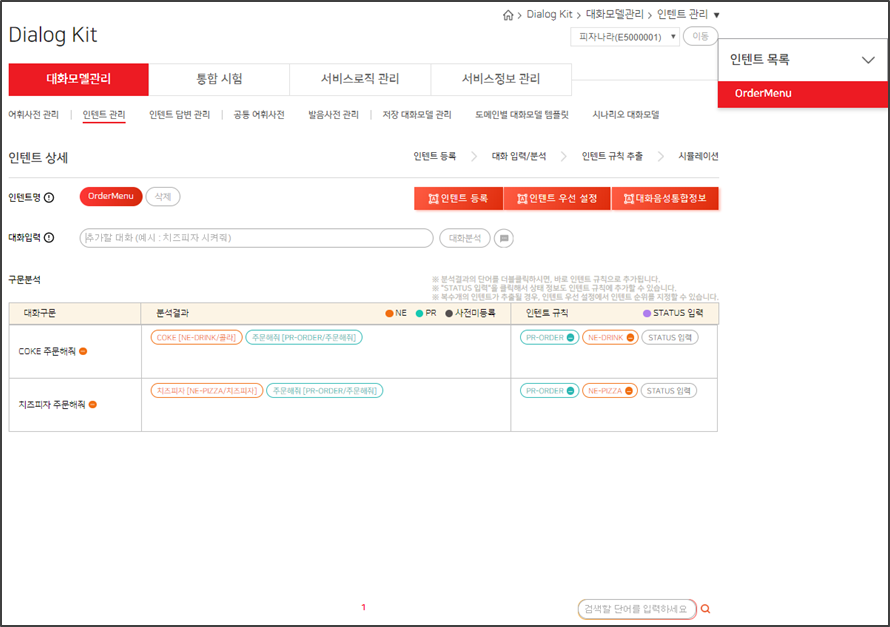 Dialog Kit > 대화모델관리 > 인텐트 관리 ▼
Dialog Kit
피자나라(E5000001) ▼ 이동
인텐트 목록
OrderMenu
대화모델관리 통합 시험 서비스로직 관리 서비스정보 관리
어휘사전 관리 | 인텐트 관리 인텐트 답변 관리 | 공통 어휘사전 발음사전 관리 | 저장 대화모델 관리 도메인별 대화모델 템플릿 시나리오 대화모델
인텐트 상세 인텐트 등록 > 대화 입력/분석 > 인텐트 규칙 추출 > 시뮬레이션
인텐트명 OrderMenu 삭제 인텐트 등록 인텐트 우선 설정 대화음성통합정보
대화입력 추가할 대화 (예시 : 치즈피자 시켜줘) 대화분석
구문분석
※ 분석결과의 단어를 더블클릭하시면, 바로 인텐트 규칙으로 추가됩니다.
※ "STATUS 입력"을 클릭해서 상태 정보도 인텐트 규칙에 추가할 수 있습니다.
※ 복수개의 인텐트가 추출될 경우, 인텐트 우선 설정에서 인텐트 순위를 지정할 수 있습니다.
대화구문 분석결과 NE PR 사전미등록 인텐트 규칙 STATUS 입력
COKE [NE-DRINK/콜라] 주문해줘 [PR-ORDER/주문해줘] PR-ORDER NE-DRINK STATUS 입력
COKE 주문해줘
치즈피자 [NE-PIZZA/치즈피자] 주문해줘 [PR-ORDER/주문해줘] PR-ORDER NE-PIZZA STATUS 입력
치즈피자 주문해줘
1
검색할 단어를 입력하세요